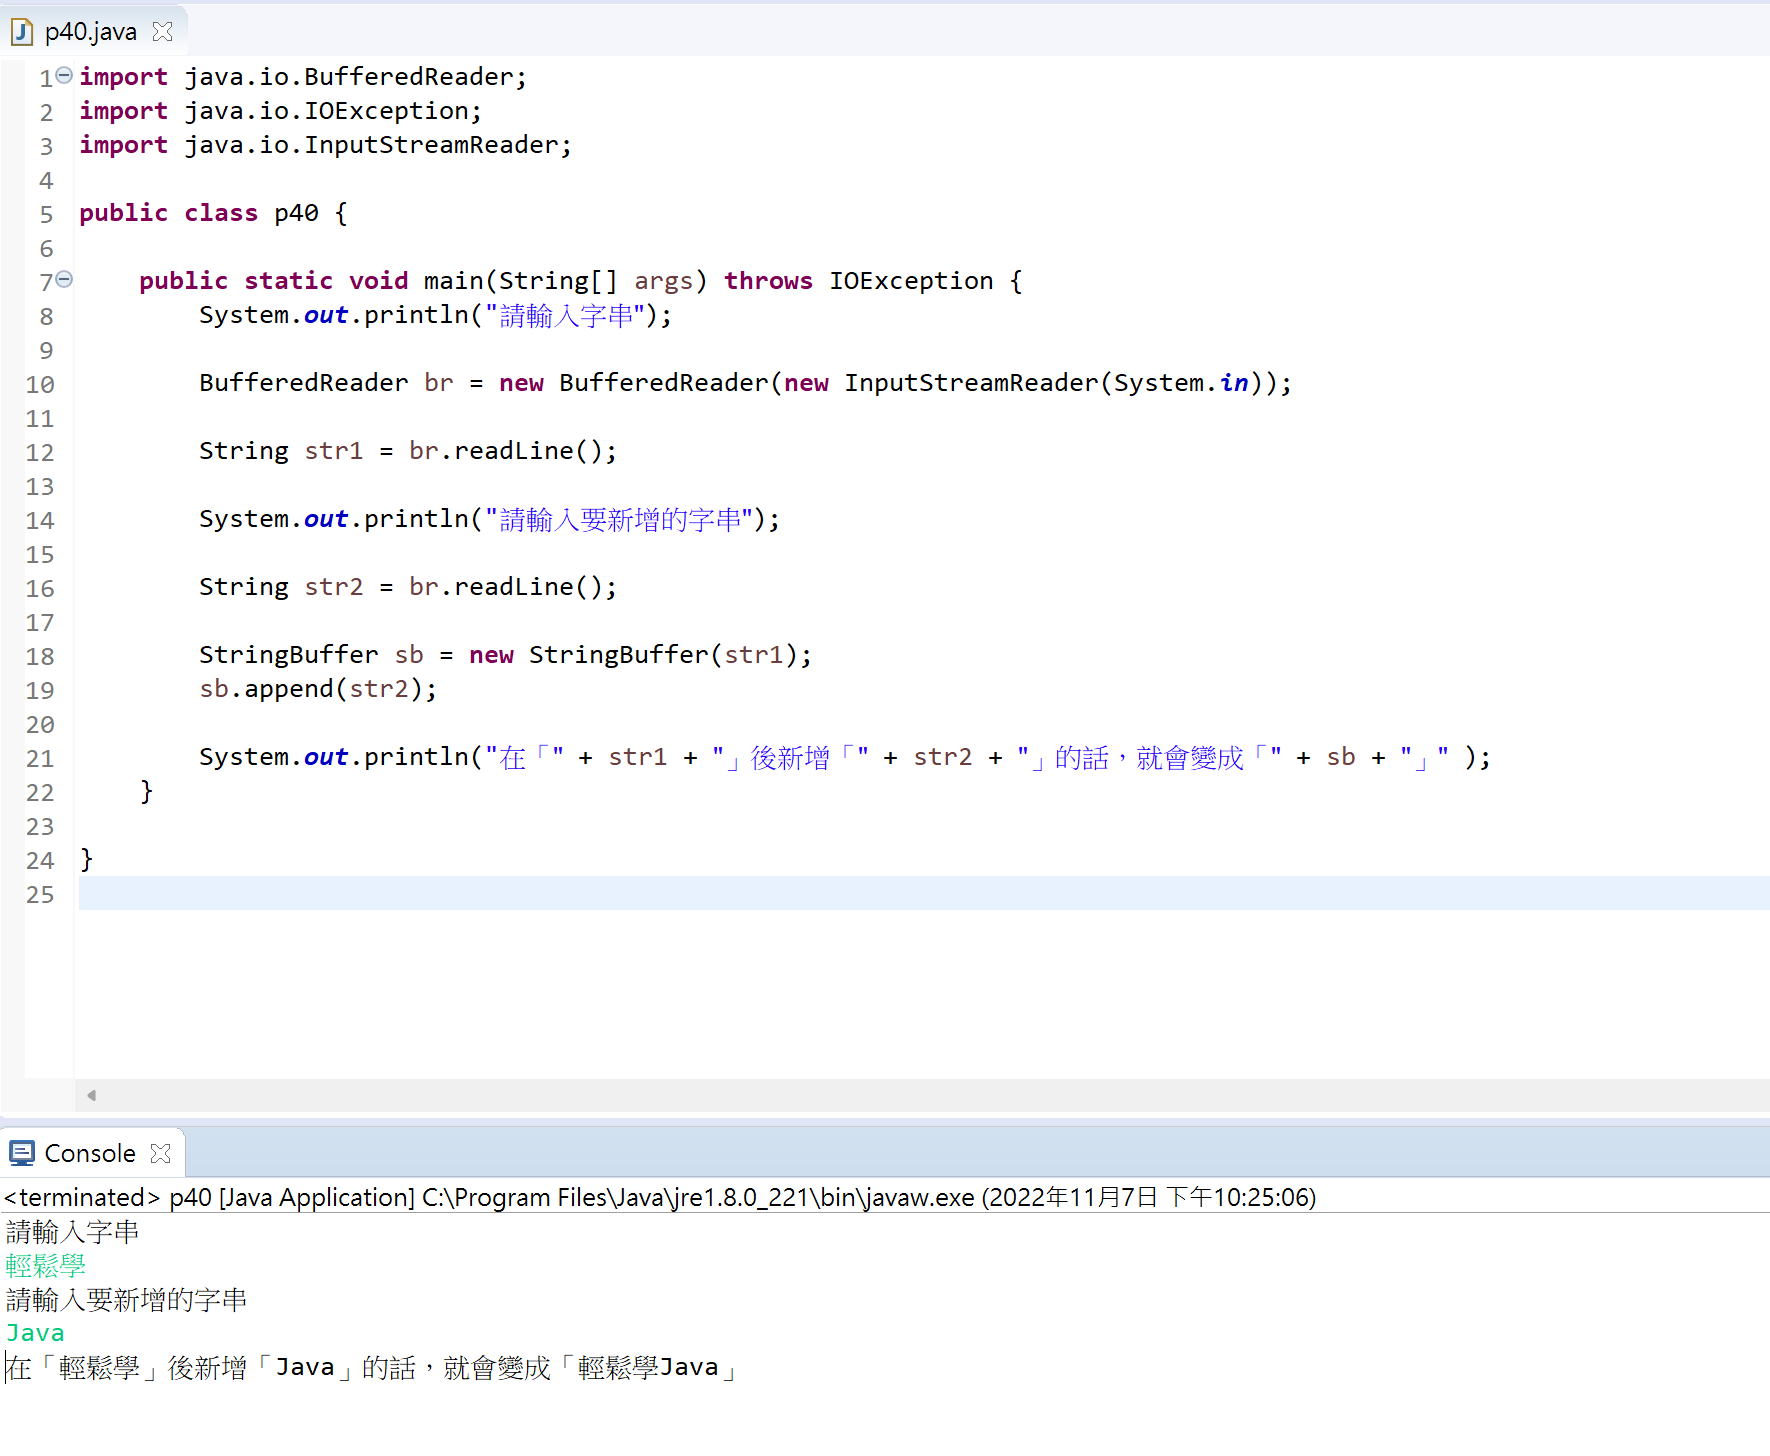 p40.java
1 import java.io.BufferedReader;
2 import java.io.IOException;
3 import java.io.InputStreamReader;
4
5 public class p40 {
6
7     public static void main(String[] args) throws IOException {
8         System.out.println("請輸入字串");
9
10         BufferedReader br = new BufferedReader(new InputStreamReader(System.in));
11
12         String str1 = br.readLine();
13
14         System.out.println("請輸入要新增的字串");
15
16         String str2 = br.readLine();
17
18         StringBuffer sb = new StringBuffer(str1);
19         sb.append(str2);
20
21         System.out.println("在「" + str1 + "」後新增「" + str2 + "」的話，就會變成「" + sb + "」" );
22     }
23
24 }
25
Console
<terminated> p40 [Java Application] C:\Program Files\Java\jre1.8.0_221\bin\javaw.exe (2022年11月7日 下午10:25:06)
請輸入字串
輕鬆學
請輸入要新增的字串
Java
在「輕鬆學」後新增「Java」的話，就會變成「輕鬆學Java」